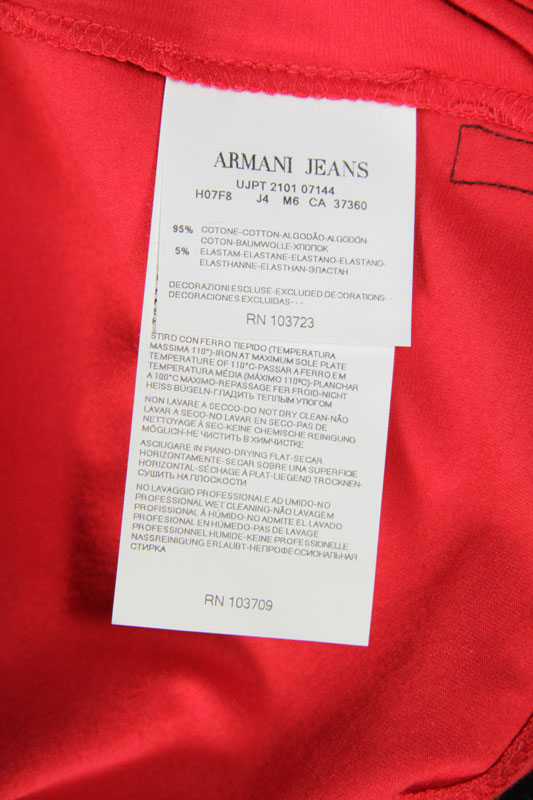 ARMANI JEANS
UJPT 2101 07144
H07F8 J4 M6 CA 37360
95% COTONE-COTTON-ALGODÃO-ALGODÓN-
COTON-BAUMWOLLE-ХЛОПОК
5% ELASTAM-ELASTANE-ELASTANO-ELASTANO-
ELASTHANNE-ELASTHAN-ЭЛАСТАН
DECORAZIONI ESCLUSE-EXCLUDED DECORATIONS-
DECORACIONES EXCLUIDAS---
RN 103723
STIRO CON FERRO TIEPIDO (TEMPERATURA
MASSIMA 110°)-IRON AT MAXIMUM SOLE PLATE
TEMPERATURE OF 110°C-PASSAR A FERRO EM
TEMPERATURA MÉDIA (MÁXIMO 110ºC)-PLANCHAR
A 100°C MAXIMO-REPASSAGE FER FROID-NICHT
HEISS BÜGELN-ГЛАДИТЬ ТЕПЛЫМ УТЮГОМ
NON LAVARE A SECCO-DO NOT DRY CLEAN-NÃO
LAVAR A SECO-NO LAVAR EN SECO-PAS DE
NETTOYAGE À SEC-KEINE CHEMISCHE REINIGUNG
MÖGLICH-НЕ ЧИСТИТЬ В ХИМЧИСТКЕ
ASCIUGARE IN PIANO-DRYING FLAT-SECAR
HORIZONTALMENTE-SECAR SOBRE UNA SUPERFICIE
HORIZONTAL-SÉCHAGE À PLAT-LIEGEND TROCKNEN-
СУШИТЬ НА ПЛОСКОСТИ
NO LAVAGGIO PROFESSIONALE AD UMIDO-NO
PROFESSIONAL WET CLEANING-NÃO LAVAGEM
PROFISSIONAL À HÚMIDO-NO ADMITE EL LAVADO
PROFESIONAL EN HÚMEDO-PAS DE LAVAGE
PROFESSIONNEL HUMIDE-KEINE PROFESSIONELLE
NASSREINIGUNG ERLAUBT-НЕПРОФЕССИОНАЛЬНАЯ
СТИРКА
RN 103709